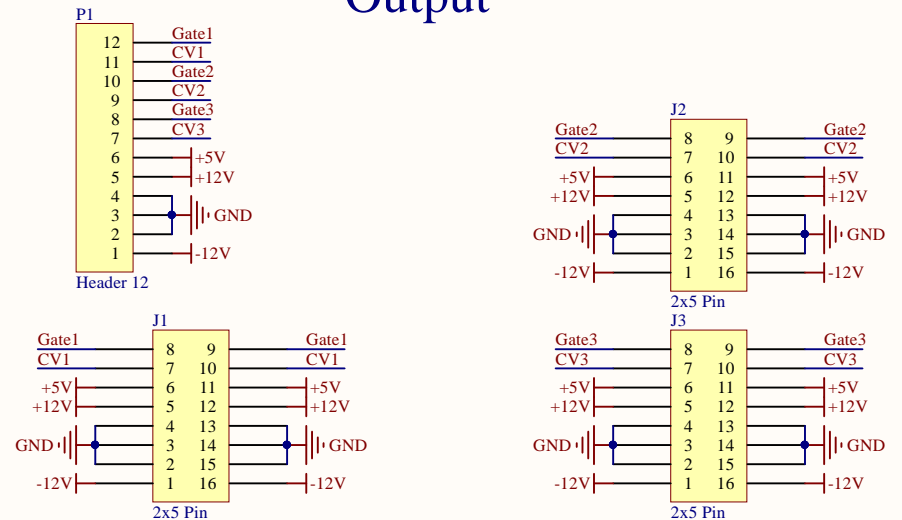 Output
P1
12 Gate1
11 CV1
10 Gate2
9 CV2
8 Gate3
7 CV3
6 +5V
5 +12V
4
3 GND
2
1 -12V
Header 12
J2
Gate2 8 9 Gate2
CV2 7 10 CV2
+5V 6 11 +5V
+12V 5 12 +12V
4 13
GND 3 14 GND
2 15
-12V 1 16 -12V
2x5 Pin
J1
Gate1 8 9 Gate1
CV1 7 10 CV1
+5V 6 11 +5V
+12V 5 12 +12V
4 13
GND 3 14 GND
2 15
-12V 1 16 -12V
2x5 Pin
J3
Gate3 8 9 Gate3
CV3 7 10 CV3
+5V 6 11 +5V
+12V 5 12 +12V
4 13
GND 3 14 GND
2 15
-12V 1 16 -12V
2x5 Pin